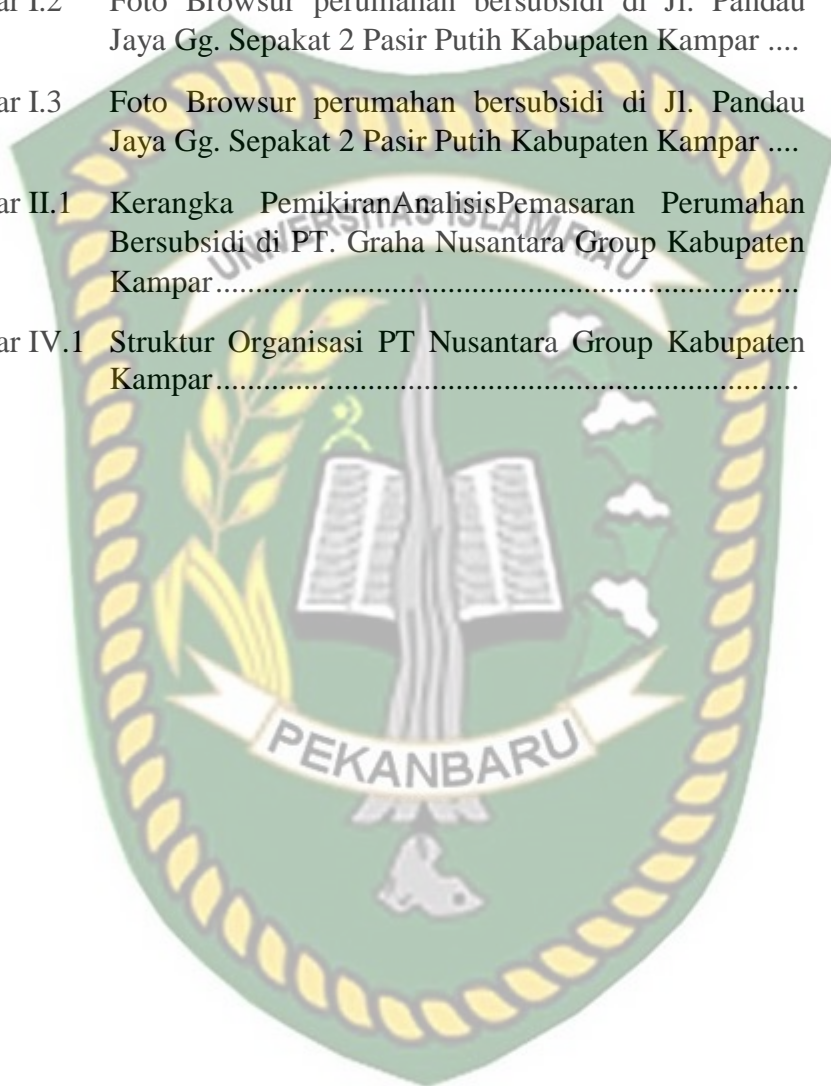 ar I.2 Foto Browsur perumahan bersubsidi di Jl. Pandau
Jaya Gg. Sepakat 2 Pasir Putih Kabupaten Kampar ....
ar I.3 Foto Browsur perumahan bersubsidi di Jl. Pandau
Jaya Gg. Sepakat 2 Pasir Putih Kabupaten Kampar ....
ar II.1 Kerangka PemikiranAnalisisPemasaran Perumahan
Bersubsidi di PT. Graha Nusantara Group Kabupaten
Kampar..................................................................
ar IV.1 Struktur Organisasi PT Nusantara Group Kabupaten
Kampar..................................................................
UNIVERSITAS ISLAM RIAU
PEKANBARU